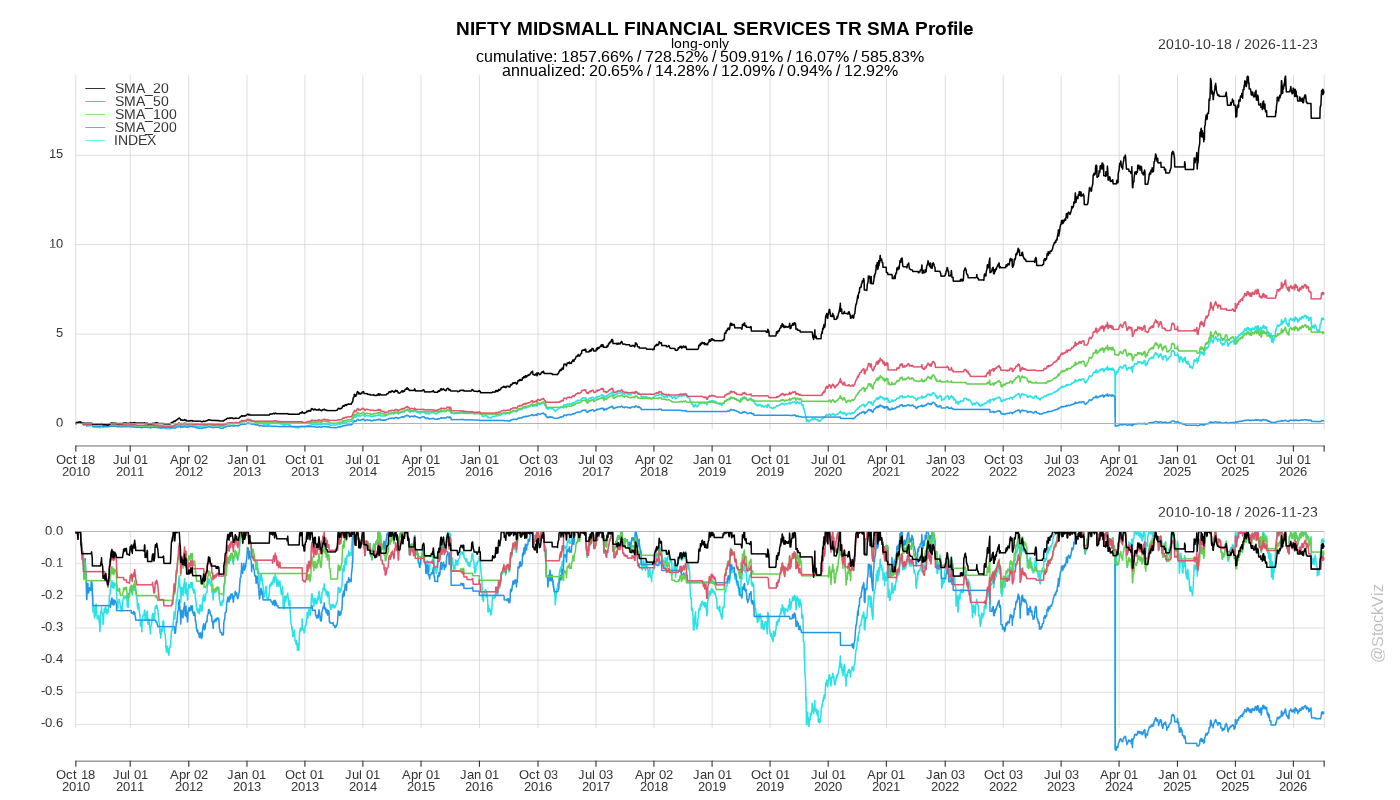 NIFTY MIDSMALL FINANCIAL SERVICES TR SMA Profile
long-only
2010-10-18 / 2026-11-23
cumulative: 1857.66% / 728.52% / 509.91% / 16.07% / 585.83%
annualized: 20.65% / 14.28% / 12.09% / 0.94% / 12.92%
SMA_20
SMA_50
SMA_100
SMA_200
INDEX
15
10
5
0
Oct 18 Jul 01 Apr 02 Jan 01 Oct 01 Jul 01 Apr 01 Jan 01 Oct 03 Jul 03 Apr 02 Jan 01 Oct 01 Jul 01 Apr 01 Jan 03 Oct 03 Jul 03 Apr 01 Jan 01 Oct 01 Jul 01
2010 2011 2012 2013 2013 2014 2015 2016 2016 2017 2018 2019 2019 2020 2021 2022 2022 2023 2024 2025 2025 2026
2010-10-18 / 2026-11-23
0.0
-0.1
-0.2
-0.3
-0.4
-0.5
-0.6
Oct 18 Jul 01 Apr 02 Jan 01 Oct 01 Jul 01 Apr 01 Jan 01 Oct 03 Jul 03 Apr 02 Jan 01 Oct 01 Jul 01 Apr 01 Jan 03 Oct 03 Jul 03 Apr 01 Jan 01 Oct 01 Jul 01
2010 2011 2012 2013 2013 2014 2015 2016 2016 2017 2018 2019 2019 2020 2021 2022 2022 2023 2024 2025 2025 2026
@StockViz